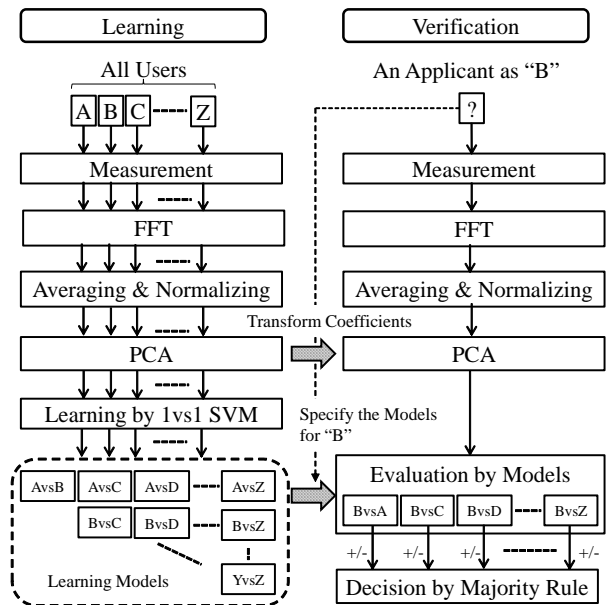 Learning
All Users
A B C Z
Measurement
FFT
Averaging & Normalizing
PCA
Learning by 1vs1 SVM
AvsB AvsC AvsD AvsZ
BvsC BvsD BvsZ
YvsZ
Learning Models
Transform Coefficients
Specify the Models
for “B”
Verification
An Applicant as “B”
?
Measurement
FFT
Averaging & Normalizing
PCA
Evaluation by Models
BvsA BvsC BvsD BvsZ
+/- +/- +/- +/-
Decision by Majority Rule